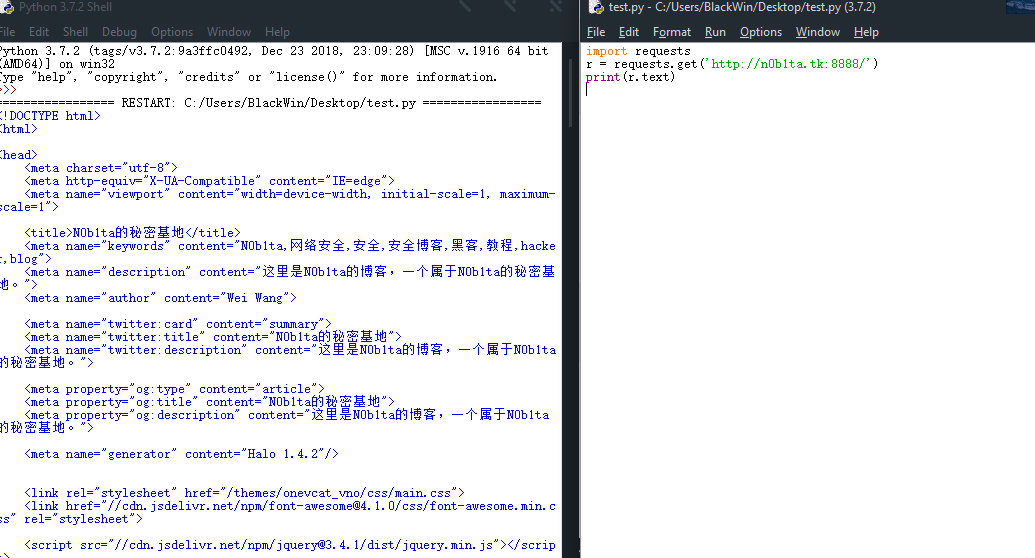 Python 3.7.2 Shell
File Edit Shell Debug Options Window Help
Python 3.7.2 (tags/v3.7.2:9a3ffc0492, Dec 23 2018, 23:09:28) [MSC v.1916 64 bit
(AMD64)] on win32
Type "help", "copyright", "credits" or "license()" for more information.
>>>
================ RESTART: C:/Users/BlackWin/Desktop/test.py =================
<!DOCTYPE html>
<html>
<head>
<meta charset="utf-8">
<meta http-equiv="X-UA-Compatible" content="IE=edge">
<meta name="viewport" content="width=device-width, initial-scale=1, maximum-
scale=1">
<title>N0b1ta的秘密基地</title>
<meta name="keywords" content="N0b1ta,网络安全,安全,安全博客,黑客,教程,hacke
r,blog">
<meta name="description" content="这里是N0b1ta的博客，一个属于N0b1ta的秘密基
地。">
<meta name="author" content="Wei Wang">
<meta name="twitter:card" content="summary">
<meta name="twitter:title" content="N0b1ta的秘密基地">
<meta name="twitter:description" content="这里是N0b1ta的博客，一个属于N0b1ta
的秘密基地。">
<meta property="og:type" content="article">
<meta property="og:title" content="N0b1ta的秘密基地">
<meta property="og:description" content="这里是N0b1ta的博客，一个属于N0b1ta
的秘密基地。">
<meta name="generator" content="Halo 1.4.2"/>
<link rel="stylesheet" href="/themes/onevcat_vno/css/main.css">
<link href="//cdn.jsdelivr.net/npm/font-awesome@4.1.0/css/font-awesome.min.c
ss" rel="stylesheet">
<script src="//cdn.jsdelivr.net/npm/jquery@3.4.1/dist/jquery.min.js"></scrip
test.py - C:/Users/BlackWin/Desktop/test.py (3.7.2)
File Edit Format Run Options Window Help
import requests
r = requests.get('http://n0b1ta.tk:8888/')
print(r.text)